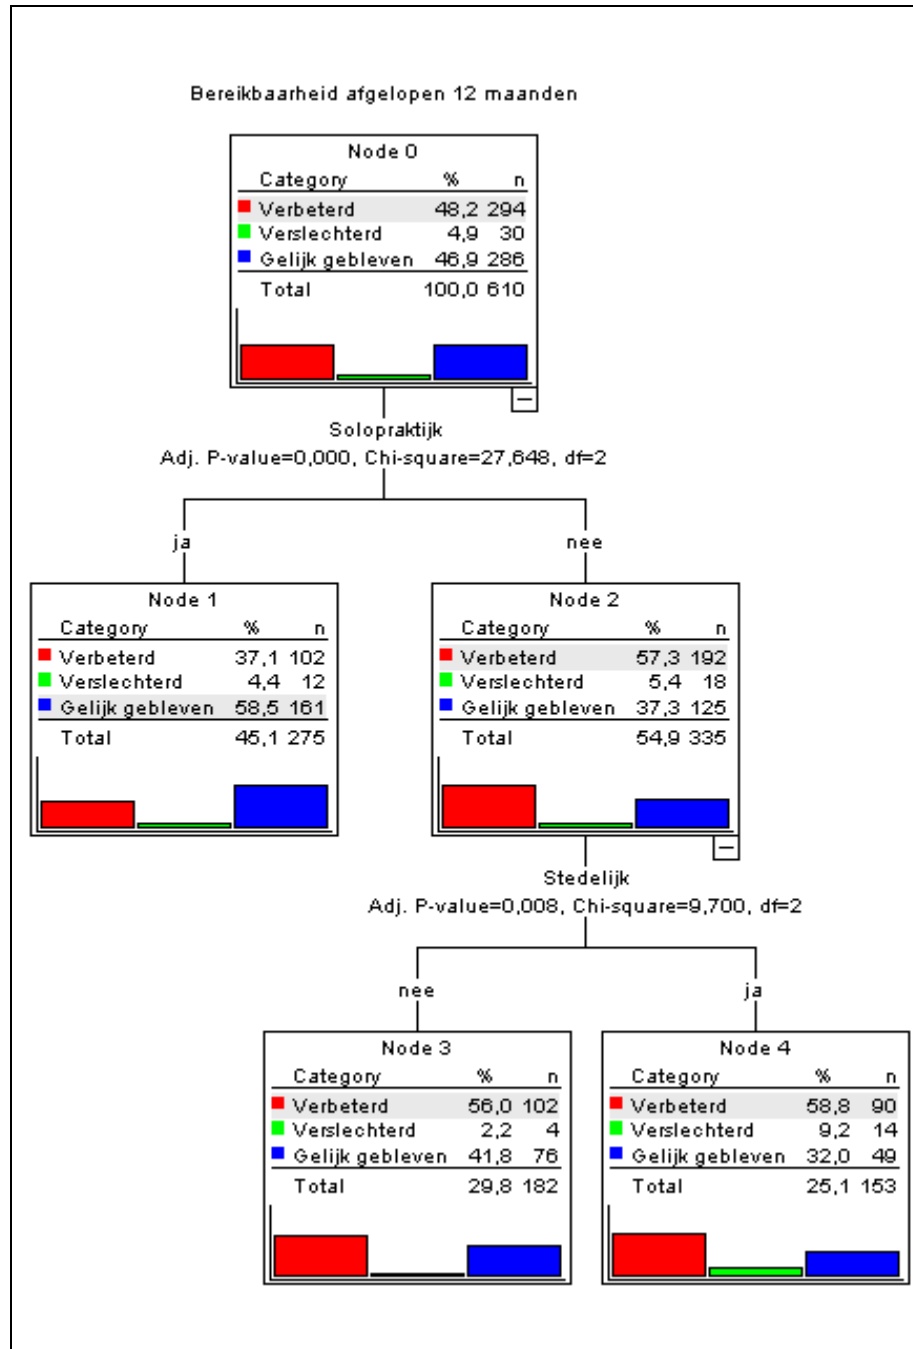 Bereikbaarheid afgelopen 12 maanden
Node 0
Category % n
Verbeterd 48,2 294
Verslechterd 4,9 30
Gelijk gebleven 46,9 286
Total 100,0 610
Solopraktijk
Adj. P-value=0,000, Chi-square=27,648, df=2
ja
nee
Node 1
Category % n
Verbeterd 37,1 102
Verslechterd 4,4 12
Gelijk gebleven 58,5 161
Total 45,1 275
Node 2
Category % n
Verbeterd 57,3 192
Verslechterd 5,4 18
Gelijk gebleven 37,3 125
Total 54,9 335
Stedelijk
Adj. P-value=0,008, Chi-square=9,700, df=2
nee
ja
Node 3
Category % n
Verbeterd 56,0 102
Verslechterd 2,2 4
Gelijk gebleven 41,8 76
Total 29,8 182
Node 4
Category % n
Verbeterd 58,8 90
Verslechterd 9,2 14
Gelijk gebleven 32,0 49
Total 25,1 153